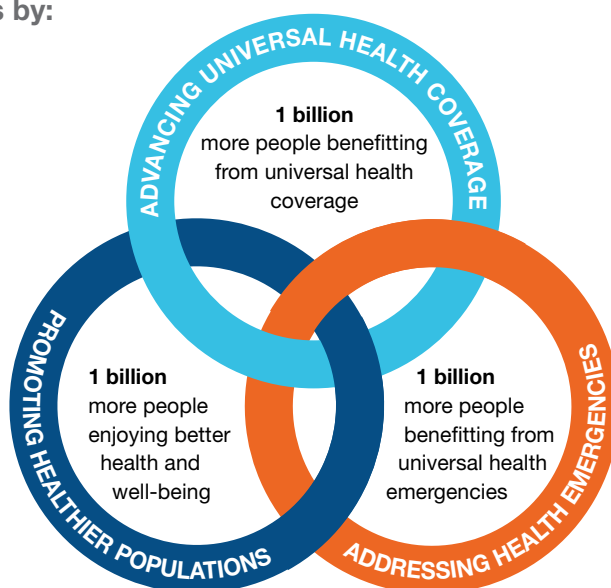 s by:
ADVANCING UNIVERSAL HEALTH COVERAGE
1 billion
more people benefitting
from universal health
coverage
PROMOTING HEALTHIER POPULATIONS
1 billion
more people
enjoying better
health and
well-being
ADDRESSING HEALTH EMERGENCIES
1 billion
more people
benefitting from
universal health
emergencies